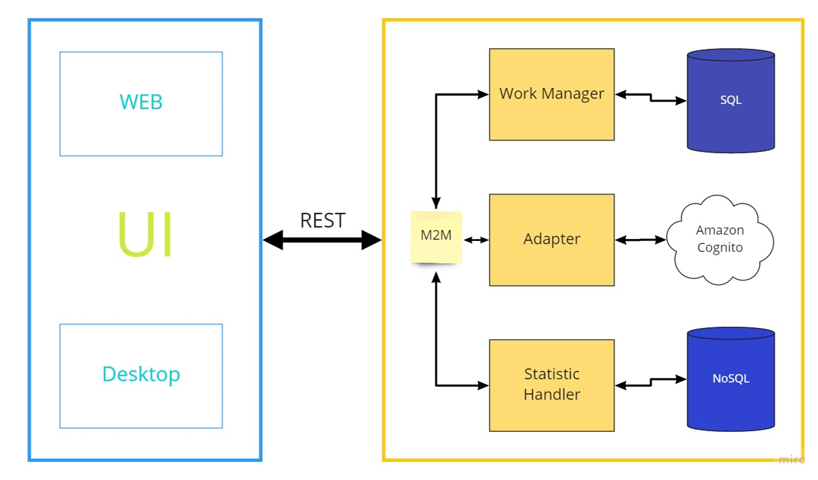 WEB
UI
Desktop
REST
M2M
Work Manager
SQL
Adapter
Amazon
Cognito
Statistic
Handler
NoSQL
miro